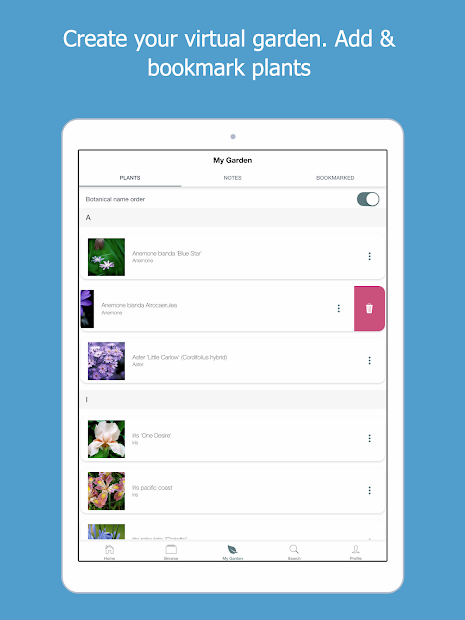 Create your virtual garden. Add &
bookmark plants
My Garden
PLANTS NOTES BOOKMARKED
Botanical name order
A
Anemone blanda 'Blue Star'
Anemone
Anemone blanda Atrocaerulea
Anemone
Aster 'Little Carlow' (Cordifolius hybrid)
Aster
I
Iris 'One Desire'
Iris
Iris pacific coast
Iris
Home Browse My Garden Search Profile